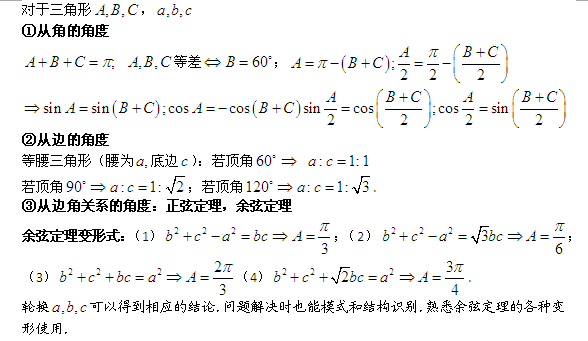 对于三角形 A,B,C, a,b,c
①从角的角度
A+B+C=π; A,B,C等差⇔B=60°; A=π-(B+C);A/2=π/2-((B+C)/2)
⇒sin A=sin(B+C);cos A=-cos(B+C)sin A/2=cos((B+C)/2);cos A/2=sin((B+C)/2)
②从边的角度
等腰三角形(腰为a,底边c):若顶角60°⇒ a:c=1:1
若顶角90°⇒a:c=1:√2;若顶角120°⇒a:c=1:√3.
③从边角关系的角度:正弦定理,余弦定理
余弦定理变形式:(1) b²+c²-a²=bc⇒A=π/3;(2) b²+c²-a²=√3bc⇒A=π/6;
(3) b²+c²+bc=a²⇒A=2π/3 (4) b²+c²+√2bc=a²⇒A=3π/4.
轮换a,b,c可以得到相应的结论.问题解决时也能模式和结构识别,熟悉余弦定理的各种变
形使用.